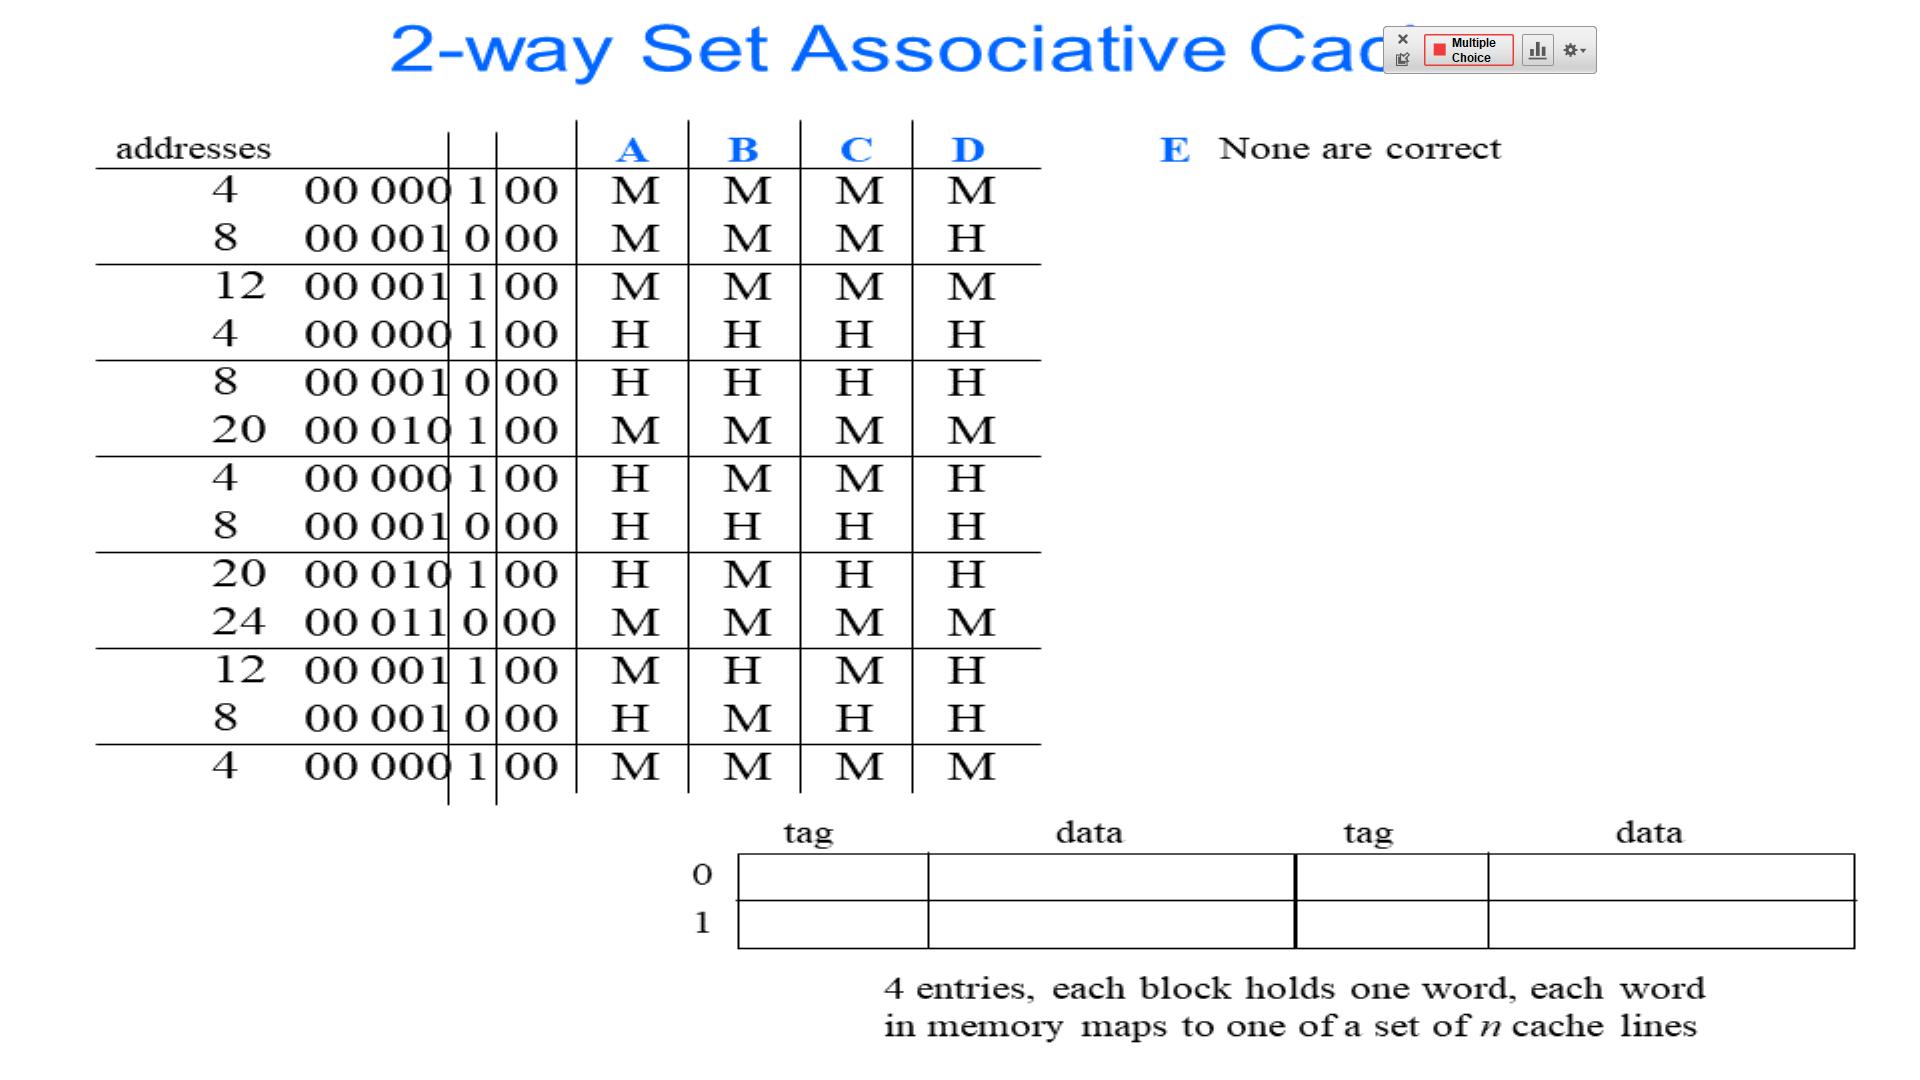 2-way Set Associative Cac
Multiple
Choice
addresses A B C D E None are correct
4 00 000 1 00 M M M M
8 00 001 0 00 M M M H
12 00 001 1 00 M M M M
4 00 000 1 00 H H H H
8 00 001 0 00 H H H H
20 00 010 1 00 M M M M
4 00 000 1 00 H M M H
8 00 001 0 00 H H H H
20 00 010 1 00 H M H H
24 00 011 0 00 M M M M
12 00 001 1 00 M H M H
8 00 001 0 00 H M H H
4 00 000 1 00 M M M M
tag data tag data
0
1
4 entries, each block holds one word, each word
in memory maps to one of a set of n cache lines